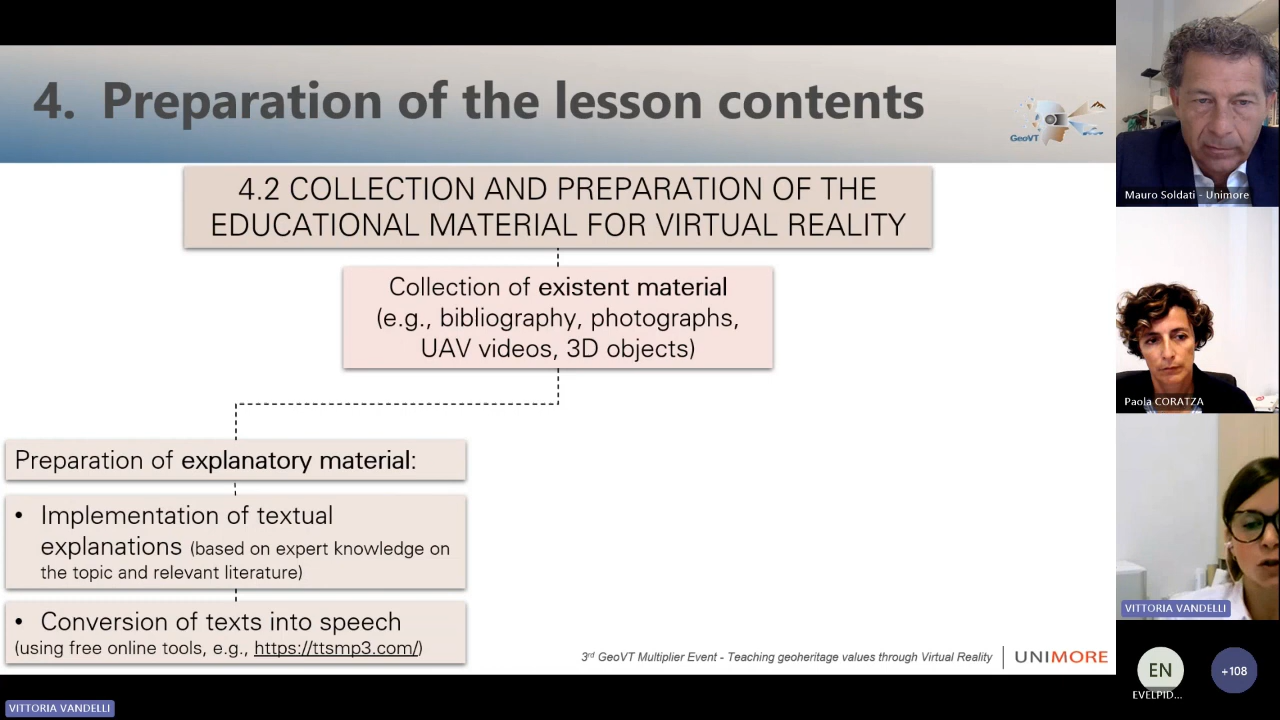 4. Preparation of the lesson contents
GeoVT
4.2 COLLECTION AND PREPARATION OF THE
EDUCATIONAL MATERIAL FOR VIRTUAL REALITY
Collection of existent material
(e.g., bibliography, photographs,
UAV videos, 3D objects)
Preparation of explanatory material:
• Implementation of textual
explanations (based on expert knowledge on
the topic and relevant literature)
• Conversion of texts into speech
(using free online tools, e.g., https://ttsmp3.com/)
3rd GeoVT Multiplier Event - Teaching geoheritage values through Virtual Reality
UNIMORE
VITTORIA VANDELLI
Mauro Soldati - Unimore
Paola CORATZA
VITTORIA VANDELLI
EN
EVELPID...
+108